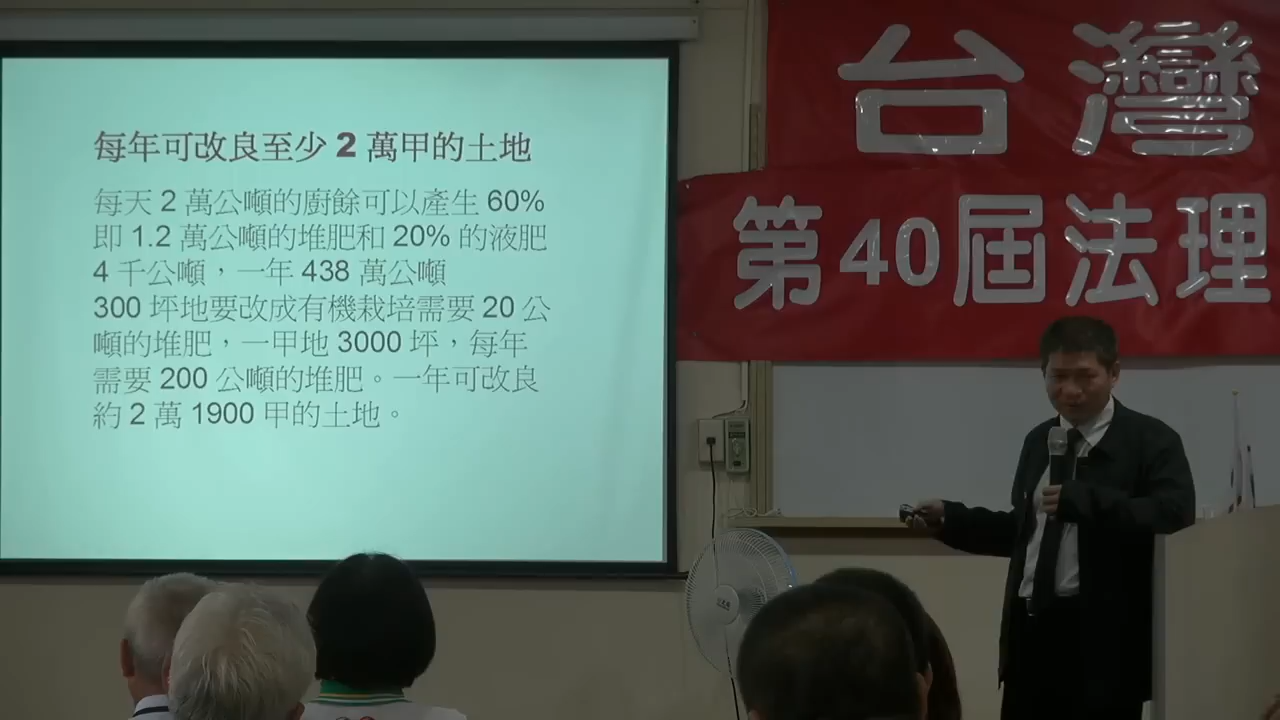 每年可改良至少 2 萬甲的土地
每天 2 萬公噸的廚餘可以產生 60%
即 1.2 萬公噸的堆肥和 20% 的液肥
4 千公噸，一年 438 萬公噸
300 坪地要改成有機栽培需要 20 公
噸的堆肥，一甲地 3000 坪，每年
需要 200 公噸的堆肥。一年可改良
約 2 萬 1900 甲的土地。
台灣
第40屆法理